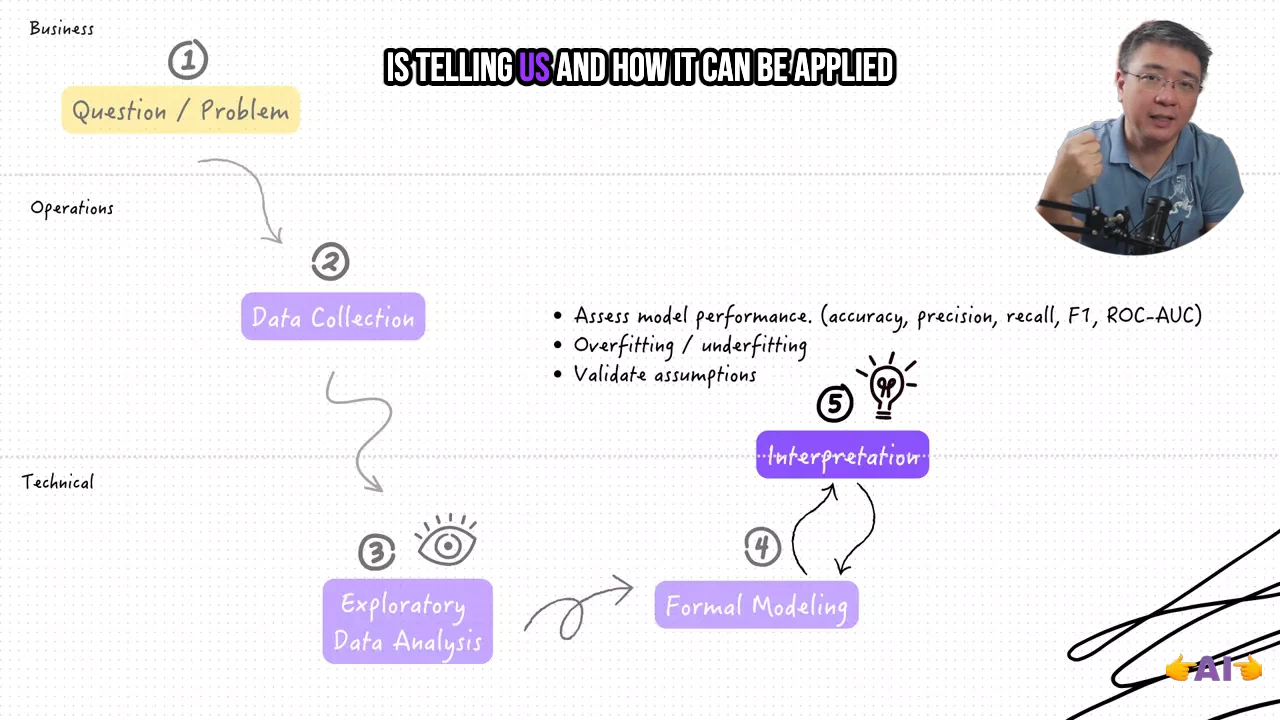 Business
1
IS TELLING US AND HOW IT CAN BE APPLIED
Question / Problem
Operations
2
Data Collection
• Assess model performance. (accuracy, precision, recall, F1, ROC-AUC)
• Overfitting / underfitting
• Validate assumptions
5
Interpretation
Technical
3
4
Exploratory
Data Analysis
Formal Modeling
👉AI👈